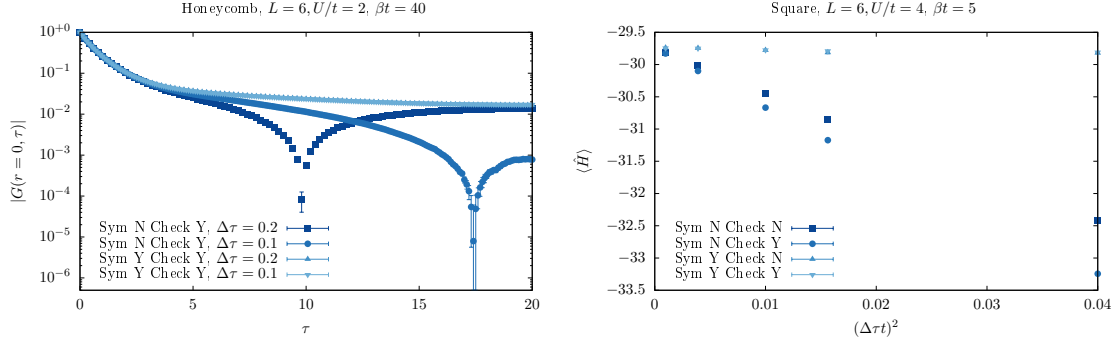 Honeycomb, L = 6, U/t = 2, βt = 40
|G(r = 0, τ)|
10^0
10^{-1}
10^{-2}
10^{-3}
10^{-4}
10^{-5}
10^{-6}
Sym N Check Y, Δτ = 0.2
Sym N Check Y, Δτ = 0.1
Sym Y Check Y, Δτ = 0.2
Sym Y Check Y, Δτ = 0.1
0 5 10 15 20
τ
Square, L = 6, U/t = 4, βt = 5
⟨Ĥ⟩
−29.5
−30
−30.5
−31
−31.5
−32
−32.5
−33
−33.5
Sym N Check N
Sym N Check Y
Sym Y Check N
Sym Y Check Y
0 0.01 0.02 0.03 0.04
(Δτt)^2